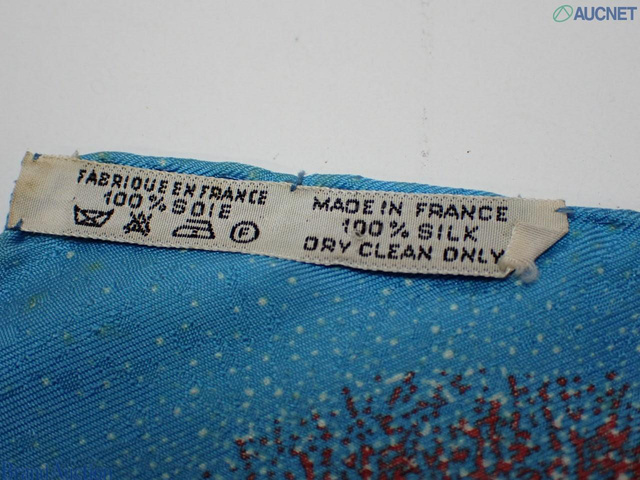 AUCNET
FABRIQUE EN FRANCE
100% SOIE
MADE IN FRANCE
100% SILK
DRY CLEAN ONLY